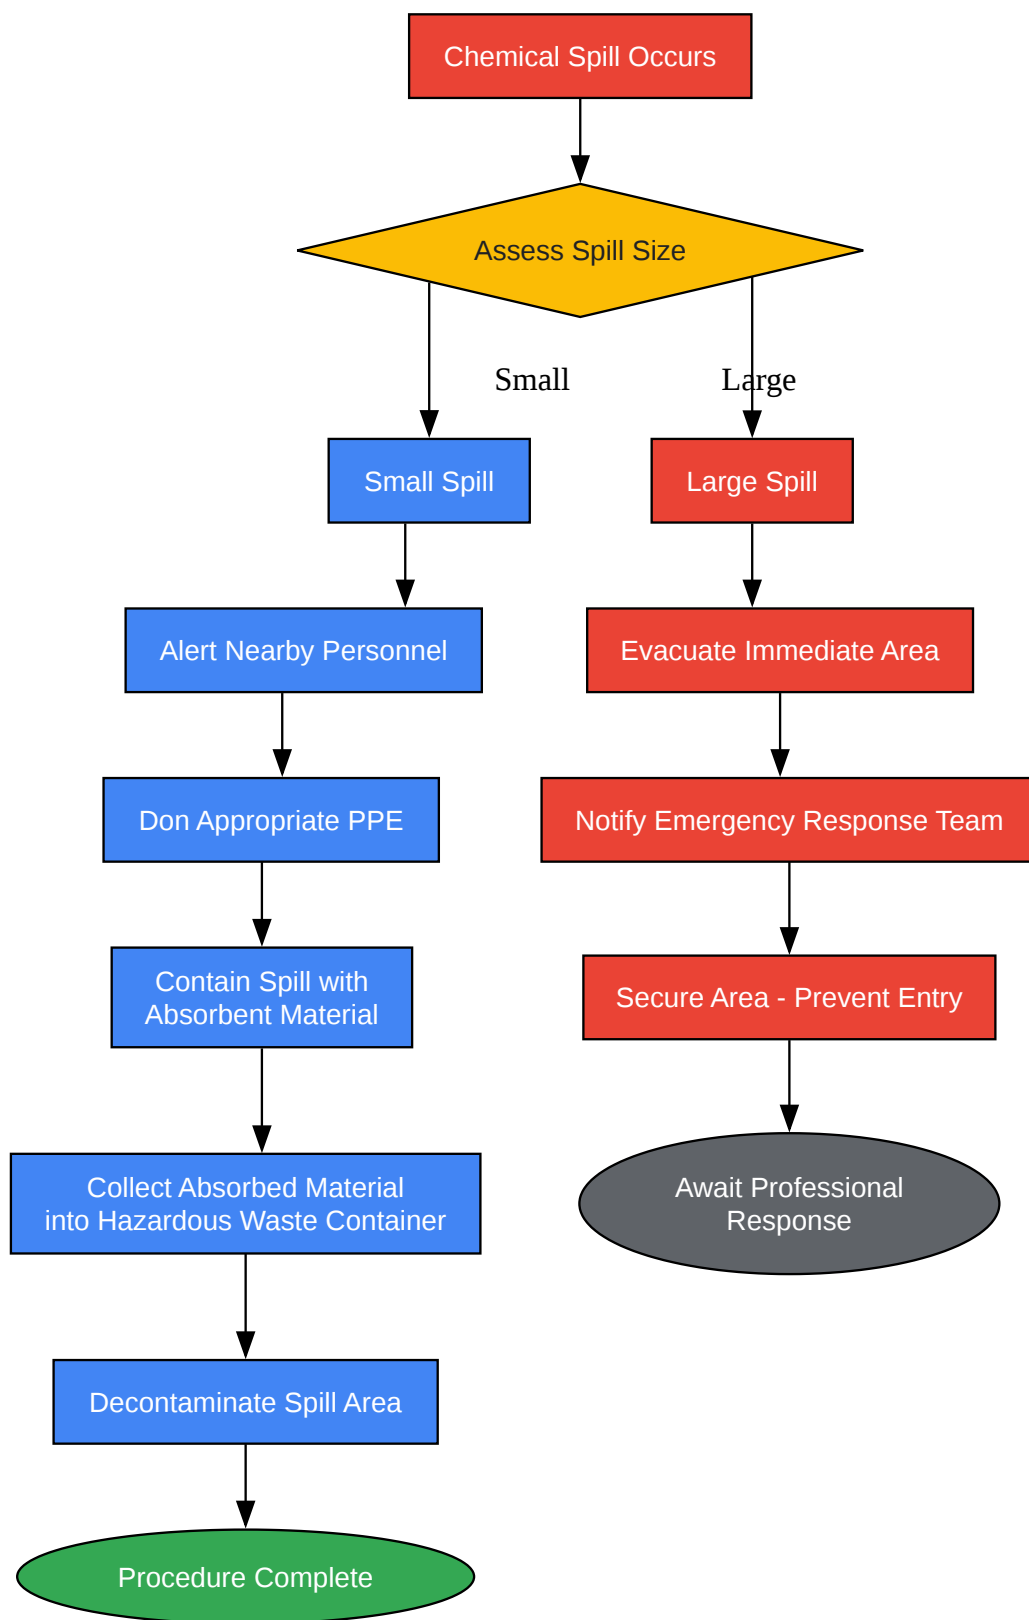 Chemical Spill Occurs
Assess Spill Size
Small
Large
Small Spill
Large Spill
Alert Nearby Personnel
Evacuate Immediate Area
Don Appropriate PPE
Notify Emergency Response Team
Contain Spill with
Absorbent Material
Secure Area - Prevent Entry
Collect Absorbed Material
into Hazardous Waste Container
Await Professional
Response
Decontaminate Spill Area
Procedure Complete